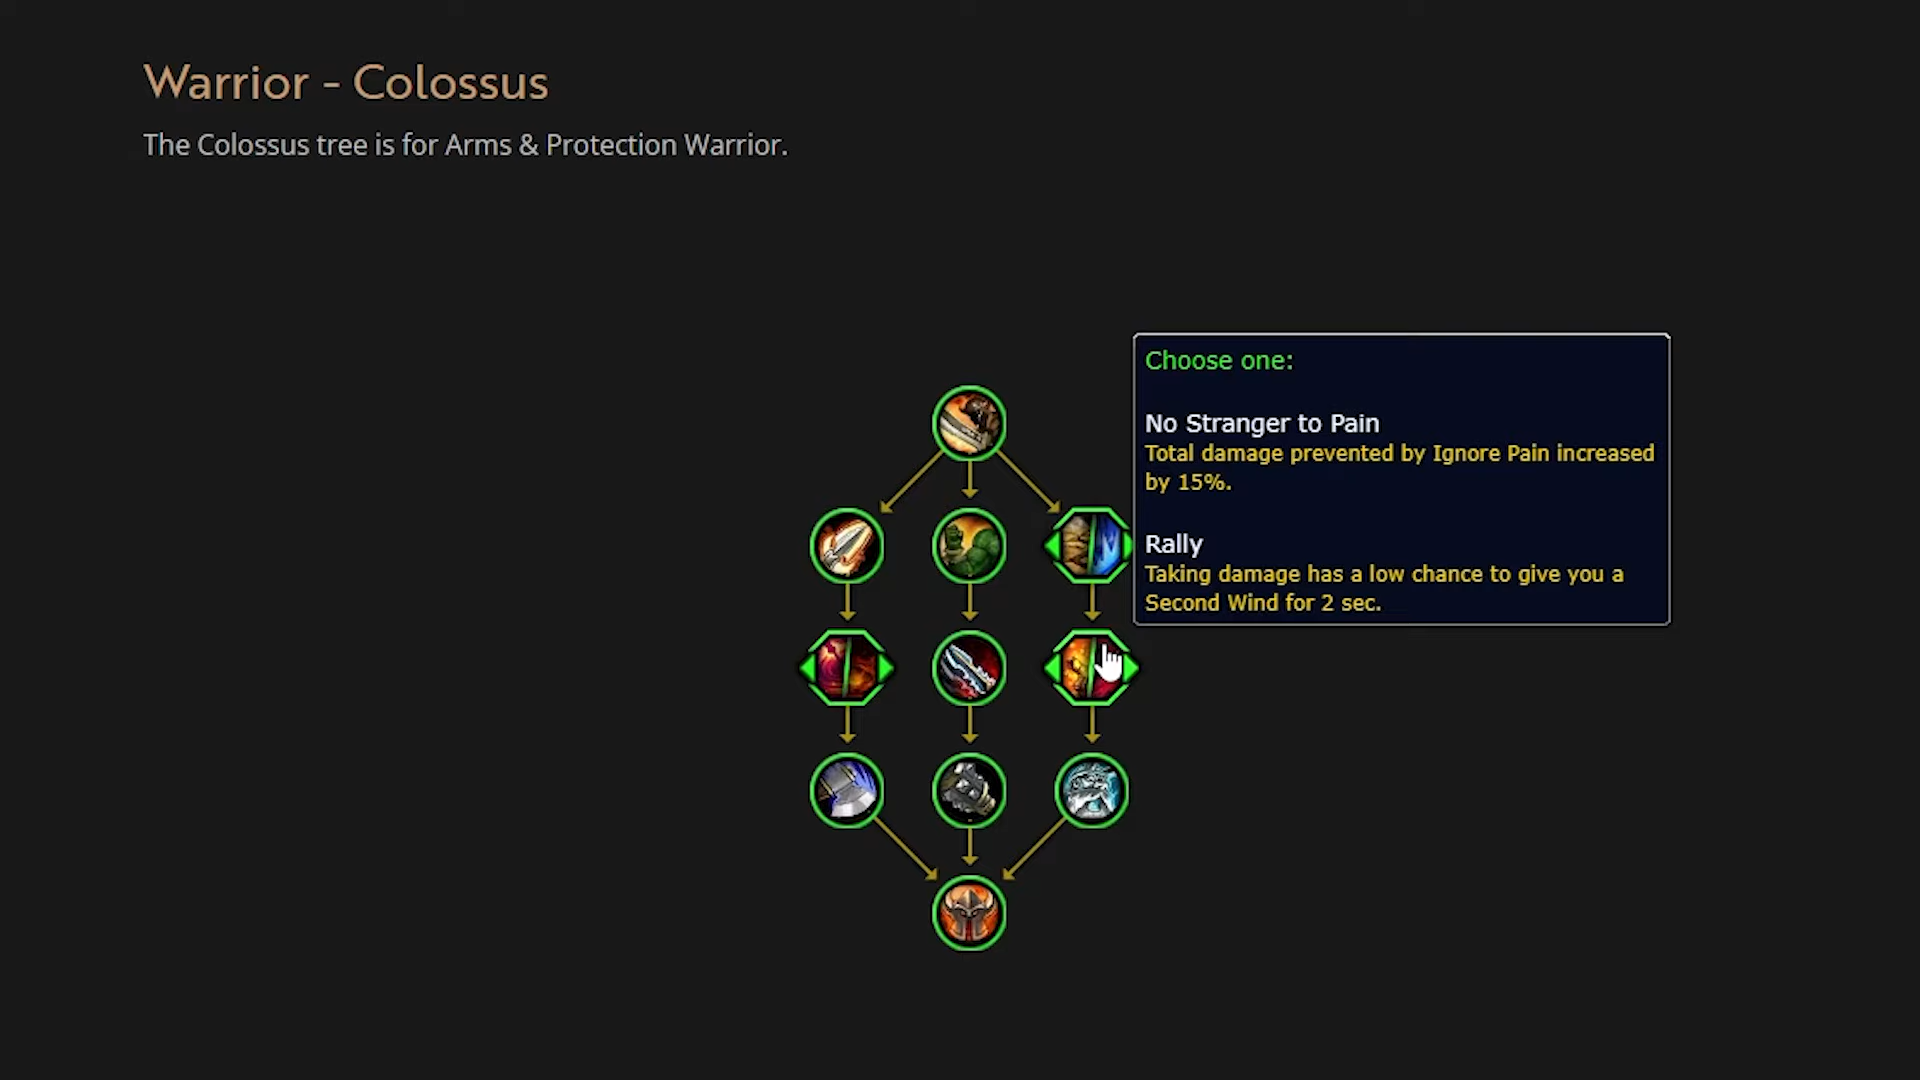 Warrior - Colossus
The Colossus tree is for Arms & Protection Warrior.
Choose one:
No Stranger to Pain
Total damage prevented by Ignore Pain increased
by 15%.
Rally
Taking damage has a low chance to give you a
Second Wind for 2 sec.